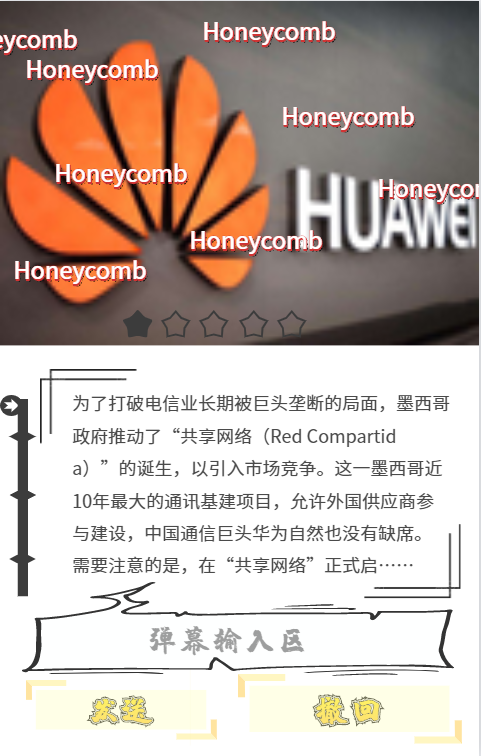 Honeycomb
eycomb
Honeycomb
Honeycomb
Honeycomb
Honeycor
HUAWEI
Honeycomb
Honeycomb
为了打破电信业长期被巨头垄断的局面，墨西哥
政府推动了“共享网络（Red Compartid
a）”的诞生，以引入市场竞争。这一墨西哥近
10年最大的通讯基建项目，允许外国供应商参
与建设，中国通信巨头华为自然也没有缺席。
需要注意的是，在“共享网络”正式启……
弹幕输入区
发送
撤回